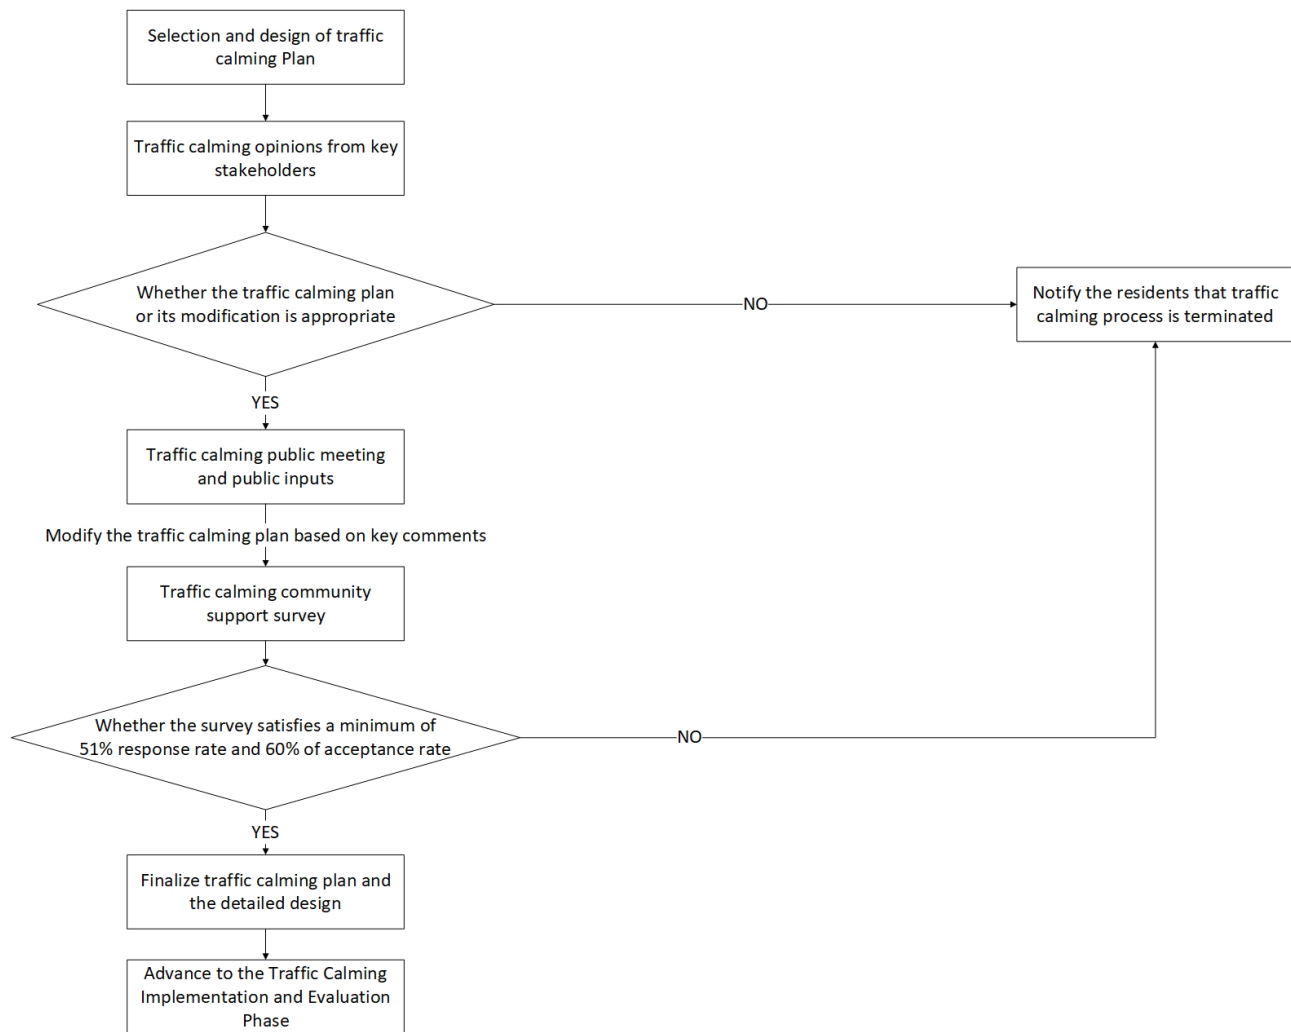 Selection and design of traffic
calming Plan
Traffic calming opinions from key
stakeholders
Whether the traffic calming plan
or its modification is appropriate
NO
Notify the residents that traffic
calming process is terminated
YES
Traffic calming public meeting
and public inputs
Modify the traffic calming plan based on key comments
Traffic calming community
support survey
Whether the survey satisfies a minimum of
51% response rate and 60% of acceptance rate
NO
YES
Finalize traffic calming plan and
the detailed design
Advance to the Traffic Calming
Implementation and Evaluation
Phase